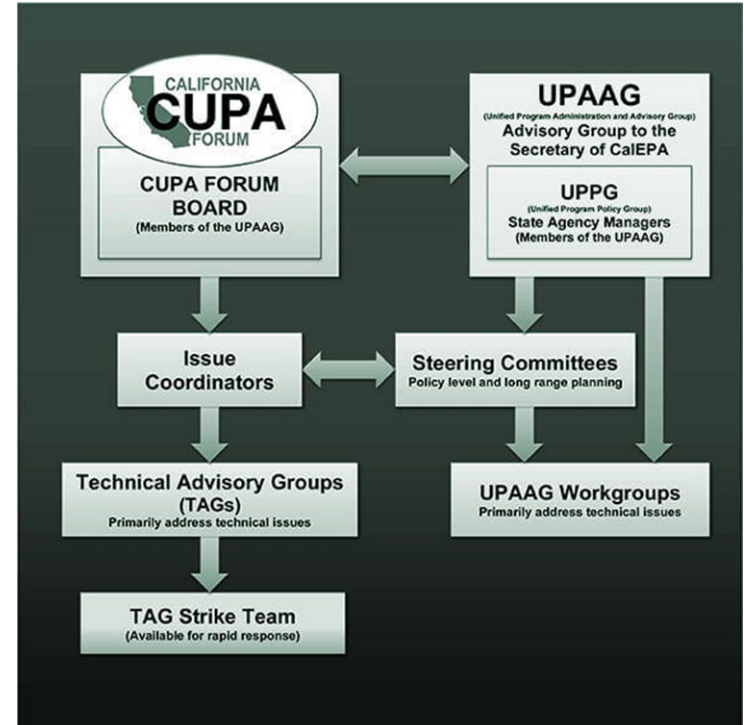 CALIFORNIA
CUPA
FORUM
CUPA FORUM
BOARD
(Members of the UPAAG)
UPAAG
(Unified Program Administration and Advisory Group)
Advisory Group to the
Secretary of CalEPA
UPPG
(Unified Program Policy Group)
State Agency Managers
(Members of the UPAAG)
Issue
Coordinators
Steering Committees
Policy level and long range planning
Technical Advisory Groups
(TAGs)
Primarily address technical issues
UPAAG Workgroups
Primarily address technical issues
TAG Strike Team
(Available for rapid response)